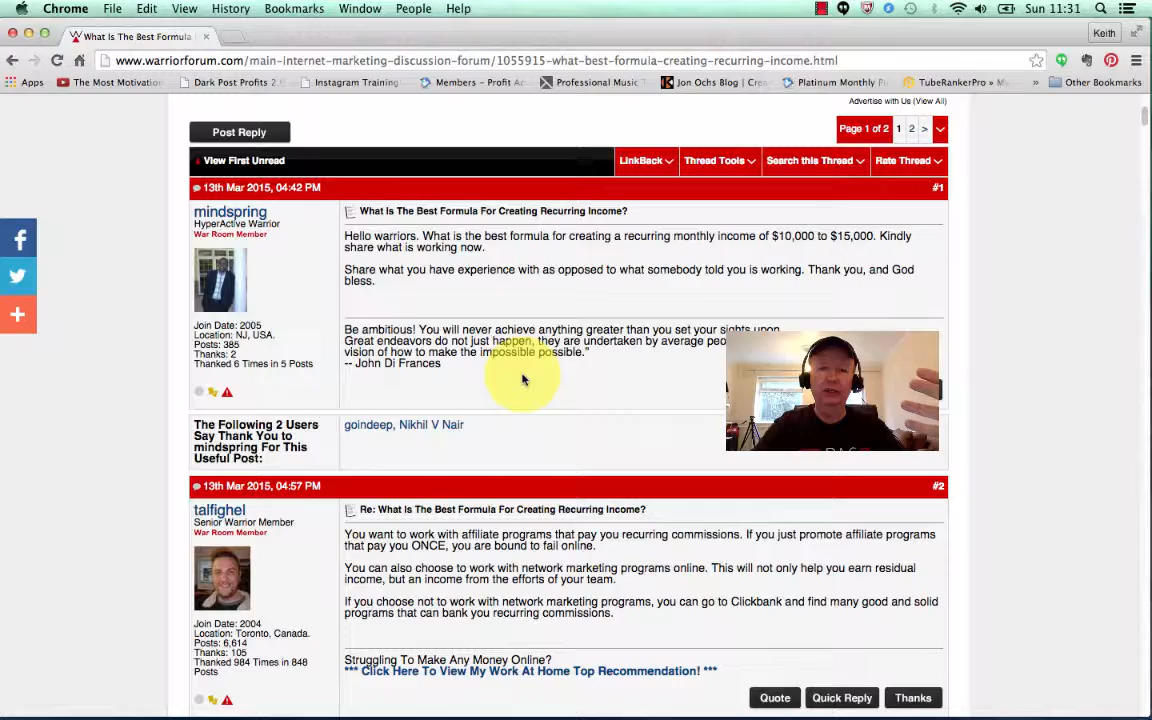 Chrome File Edit View History Bookmarks Window People Help Sun 11:31
What Is The Best Formula Keith
www.warriorforum.com/main-internet-marketing-discussion-forum/1055915-what-best-formula-creating-recurring-income.html
Apps The Most Motivation Dark Post Profits 2. Instagram Training Members – Profit A Professional Music Jon Ochs Blog | Crea Platinum Monthly P TubeRankerPro » M » Other Bookmarks
Advertise with Us (View All)
Post Reply
Page 1 of 2 1 2 >
View First Unread LinkBack Thread Tools Search this Thread Rate Thread
13th Mar 2015, 04:42 PM #1
mindspring
HyperActive Warrior
War Room Member
Join Date: 2005
Location: NJ, USA.
Posts: 385
Thanks: 2
Thanked 6 Times in 5 Posts
What Is The Best Formula For Creating Recurring Income?
Hello warriors. What is the best formula for creating a recurring monthly income of $10,000 to $15,000. Kindly
share what is working now.
Share what you have experience with as opposed to what somebody told you is working. Thank you, and God
bless.
Be ambitious! You will never achieve anything greater than you set your sights upon.
Great endeavors do not just happen, they are undertaken by average
vision of how to make the impossible possible."
-- John Di Frances
The Following 2 Users
Say Thank You to
mindspring For This
Useful Post:
goindeep, Nikhil V Nair
13th Mar 2015, 04:57 PM #2
talfighel
Senior Warrior Member
War Room Member
Join Date: 2004
Location: Toronto, Canada.
Posts: 6,614
Thanks: 105
Thanked 984 Times in 848
Posts
Re: What Is The Best Formula For Creating Recurring Income?
You want to work with affiliate programs that pay you recurring commissions. If you just promote affiliate programs
that pay you ONCE, you are bound to fail online.
You can also choose to work with network marketing programs online. This will not only help you earn residual
income, but an income from the efforts of your team.
If you choose not to work with network marketing programs, you can go to Clickbank and find many good and solid
programs that can bank you recurring commissions.
Struggling To Make Any Money Online?
*** Click Here To View My Work At Home Top Recommendation! ***
Quote Quick Reply Thanks